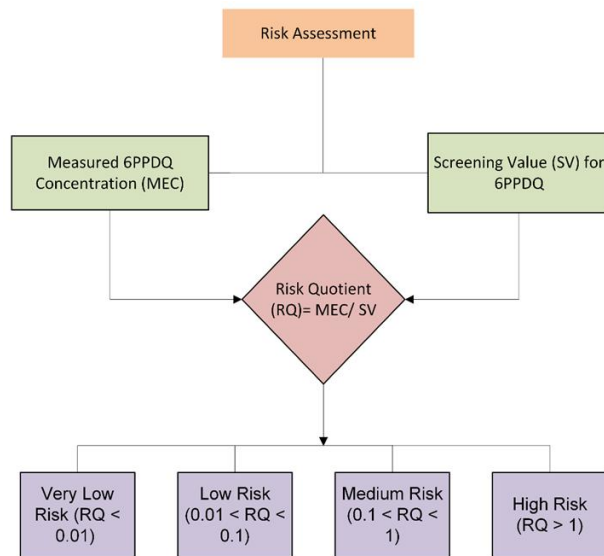 Risk Assessment
Measured 6PPDQ
Concentration (MEC)
Screening Value (SV) for
6PPDQ
Risk Quotient
(RQ)= MEC/ SV
Very Low
Risk (RQ <
0.01)
Low Risk
(0.01 < RQ <
0.1)
Medium Risk
(0.1 < RQ <
1)
High Risk
(RQ > 1)